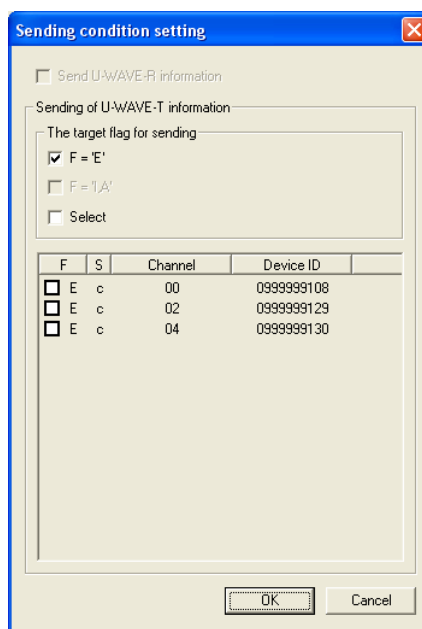 Sending condition setting
Send U-WAVE-R information
Sending of U-WAVE-T information
The target flag for sending
F = 'E'
F = 'I,A'
Select
F S Channel Device ID
E c 00 0999999108
E c 02 0999999129
E c 04 0999999130
OK Cancel